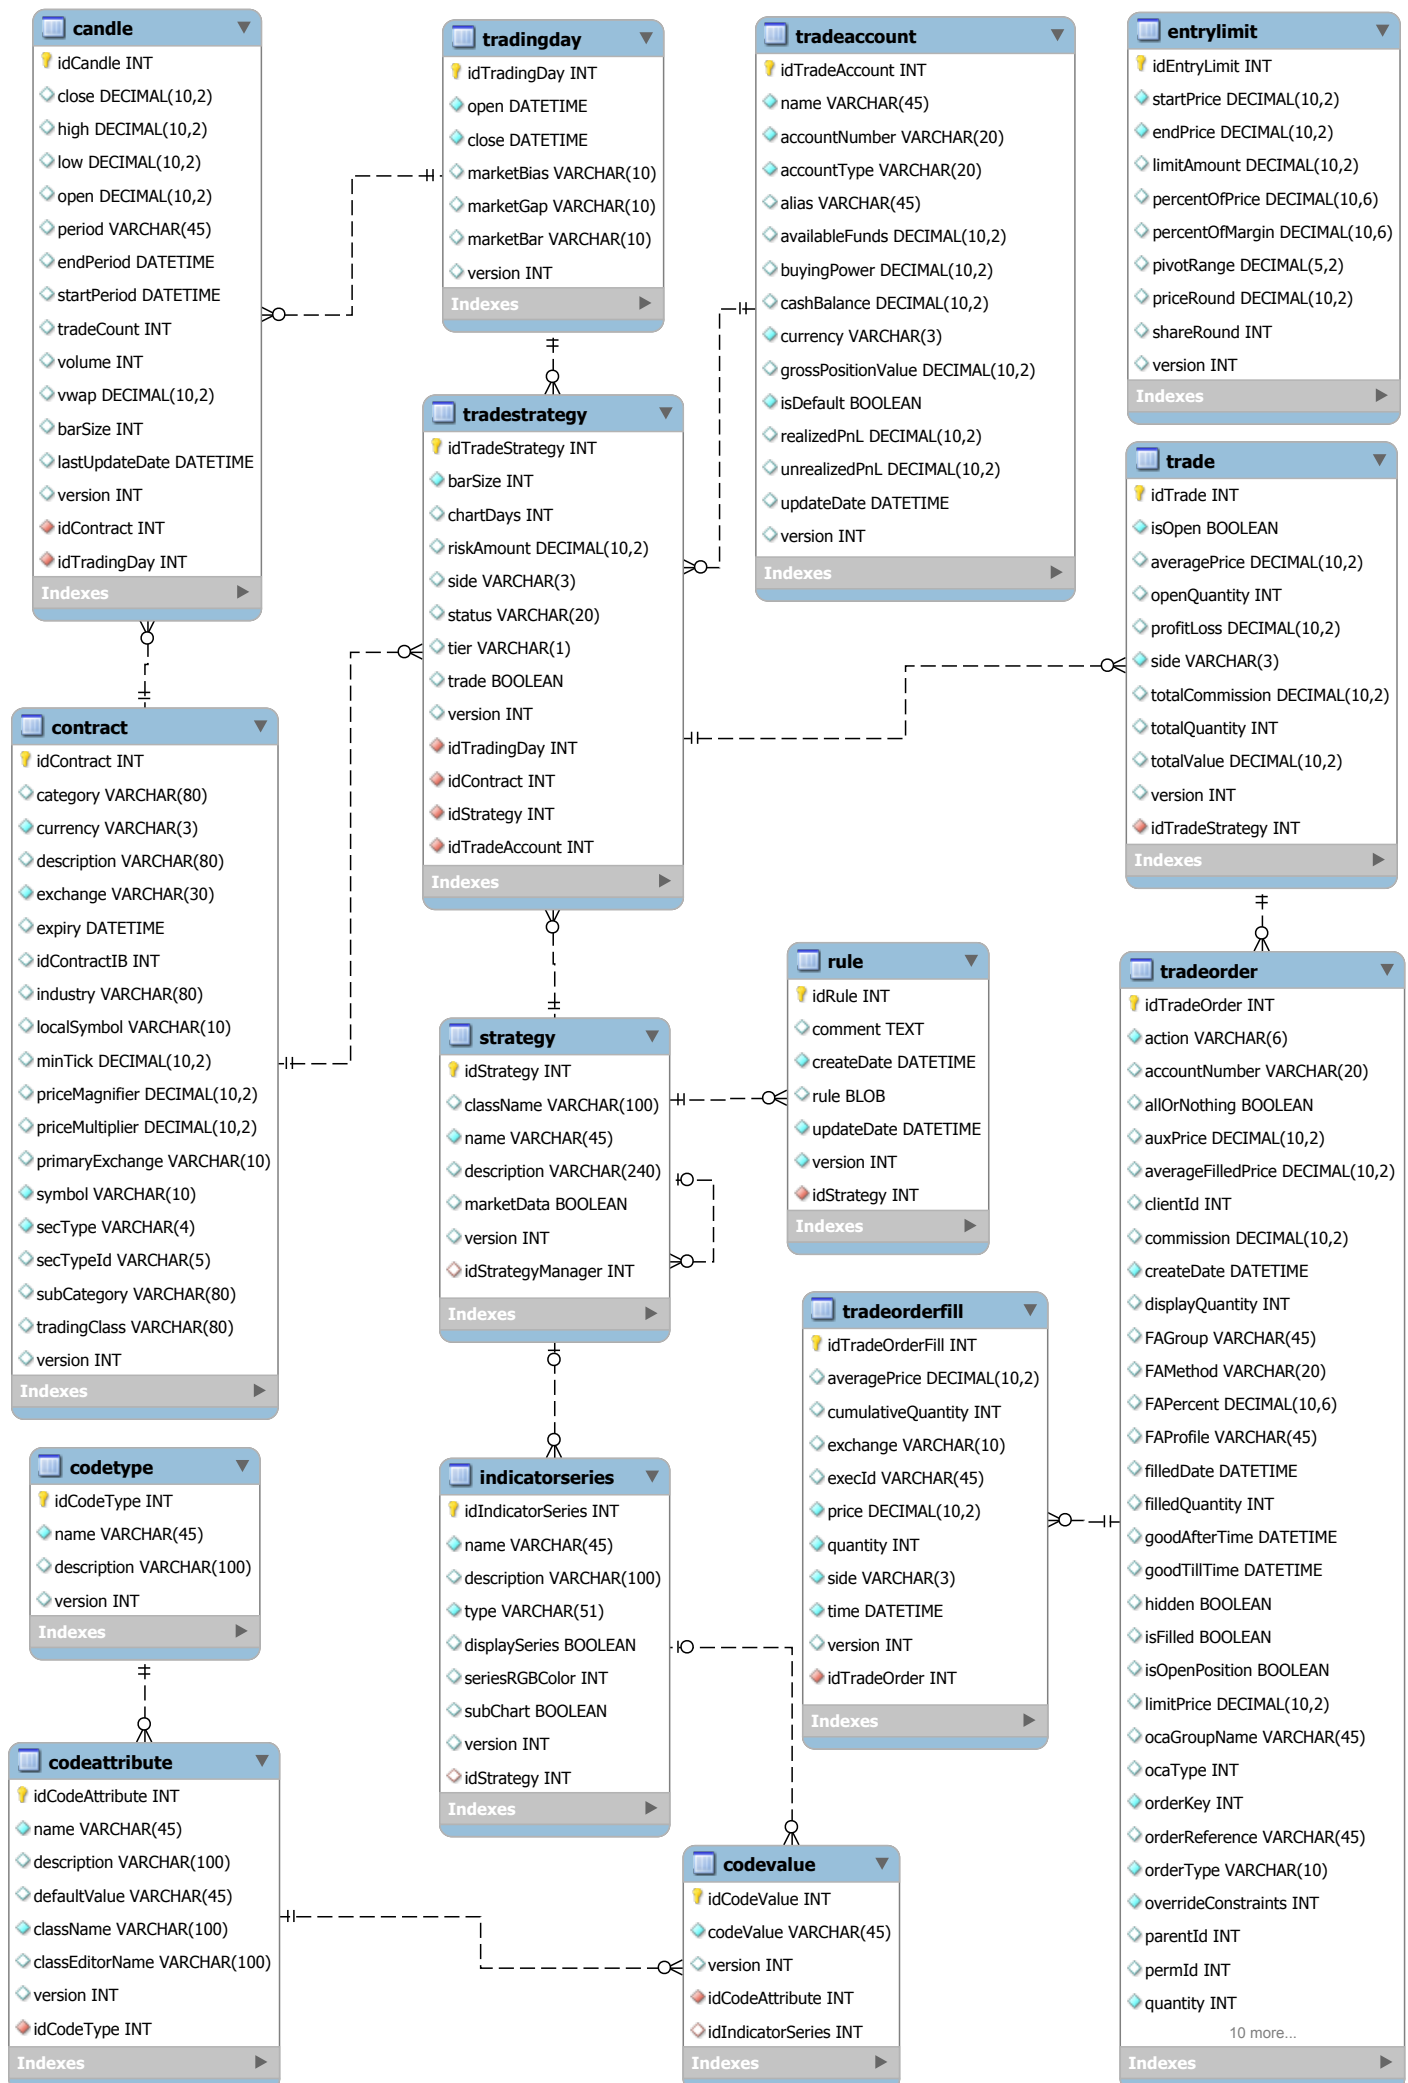 candle
idCandle INT
close DECIMAL(10,2)
high DECIMAL(10,2)
low DECIMAL(10,2)
open DECIMAL(10,2)
period VARCHAR(45)
endPeriod DATETIME
startPeriod DATETIME
tradeCount INT
volume INT
vwap DECIMAL(10,2)
barSize INT
lastUpdateDate DATETIME
version INT
idContract INT
idTradingDay INT
Indexes
tradingday
idTradingDay INT
open DATETIME
close DATETIME
marketBias VARCHAR(10)
marketGap VARCHAR(10)
marketBar VARCHAR(10)
version INT
Indexes
tradeaccount
idTradeAccount INT
name VARCHAR(45)
accountNumber VARCHAR(20)
accountType VARCHAR(20)
alias VARCHAR(45)
availableFunds DECIMAL(10,2)
buyingPower DECIMAL(10,2)
cashBalance DECIMAL(10,2)
currency VARCHAR(3)
grossPositionValue DECIMAL(10,2)
isDefault BOOLEAN
realizedPnL DECIMAL(10,2)
unrealizedPnL DECIMAL(10,2)
updateDate DATETIME
version INT
Indexes
entrylimit
idEntryLimit INT
startPrice DECIMAL(10,2)
endPrice DECIMAL(10,2)
limitAmount DECIMAL(10,2)
percentOfPrice DECIMAL(10,6)
percentOfMargin DECIMAL(10,6)
pivotRange DECIMAL(5,2)
priceRound DECIMAL(10,2)
shareRound INT
version INT
Indexes
tradestrategy
idTradeStrategy INT
barSize INT
chartDays INT
riskAmount DECIMAL(10,2)
side VARCHAR(3)
status VARCHAR(20)
tier VARCHAR(1)
trade BOOLEAN
version INT
idTradingDay INT
idContract INT
idStrategy INT
idTradeAccount INT
Indexes
trade
idTrade INT
isOpen BOOLEAN
averagePrice DECIMAL(10,2)
openQuantity INT
profitLoss DECIMAL(10,2)
side VARCHAR(3)
totalCommission DECIMAL(10,2)
totalQuantity INT
totalValue DECIMAL(10,2)
version INT
idTradeStrategy INT
Indexes
contract
idContract INT
category VARCHAR(80)
currency VARCHAR(3)
description VARCHAR(80)
exchange VARCHAR(30)
expiry DATETIME
idContractIB INT
industry VARCHAR(80)
localSymbol VARCHAR(10)
minTick DECIMAL(10,2)
priceMagnifier DECIMAL(10,2)
priceMultiplier DECIMAL(10,2)
primaryExchange VARCHAR(10)
symbol VARCHAR(10)
secType VARCHAR(4)
secTypeId VARCHAR(5)
subCategory VARCHAR(80)
tradingClass VARCHAR(80)
version INT
Indexes
strategy
idStrategy INT
className VARCHAR(100)
name VARCHAR(45)
description VARCHAR(240)
marketData BOOLEAN
version INT
idStrategyManager INT
Indexes
rule
idRule INT
comment TEXT
createDate DATETIME
rule BLOB
updateDate DATETIME
version INT
idStrategy INT
Indexes
tradeorder
idTradeOrder INT
action VARCHAR(6)
accountNumber VARCHAR(20)
allOrNothing BOOLEAN
auxPrice DECIMAL(10,2)
averageFilledPrice DECIMAL(10,2)
clientId INT
commission DECIMAL(10,2)
createDate DATETIME
displayQuantity INT
FAGroup VARCHAR(45)
FAMethod VARCHAR(20)
FAPercent DECIMAL(10,6)
FAProfile VARCHAR(45)
filledDate DATETIME
filledQuantity INT
goodAfterTime DATETIME
goodTillTime DATETIME
hidden BOOLEAN
isFilled BOOLEAN
isOpenPosition BOOLEAN
limitPrice DECIMAL(10,2)
ocaGroupName VARCHAR(45)
ocaType INT
orderKey INT
orderReference VARCHAR(45)
orderType VARCHAR(10)
overrideConstraints INT
parentId INT
permId INT
quantity INT
10 more...
Indexes
tradeorderfill
idTradeOrderFill INT
averagePrice DECIMAL(10,2)
cumulativeQuantity INT
exchange VARCHAR(10)
execId VARCHAR(45)
price DECIMAL(10,2)
quantity INT
side VARCHAR(3)
time DATETIME
version INT
idTradeOrder INT
Indexes
codetype
idCodeType INT
name VARCHAR(45)
description VARCHAR(100)
version INT
Indexes
indicatorseries
idIndicatorSeries INT
name VARCHAR(45)
description VARCHAR(100)
type VARCHAR(51)
displaySeries BOOLEAN
seriesRGBColor INT
subChart BOOLEAN
version INT
idStrategy INT
Indexes
codeattribute
idCodeAttribute INT
name VARCHAR(45)
description VARCHAR(100)
defaultValue VARCHAR(45)
className VARCHAR(100)
classEditorName VARCHAR(100)
version INT
idCodeType INT
Indexes
codevalue
idCodeValue INT
codeValue VARCHAR(45)
version INT
idCodeAttribute INT
idIndicatorSeries INT
Indexes